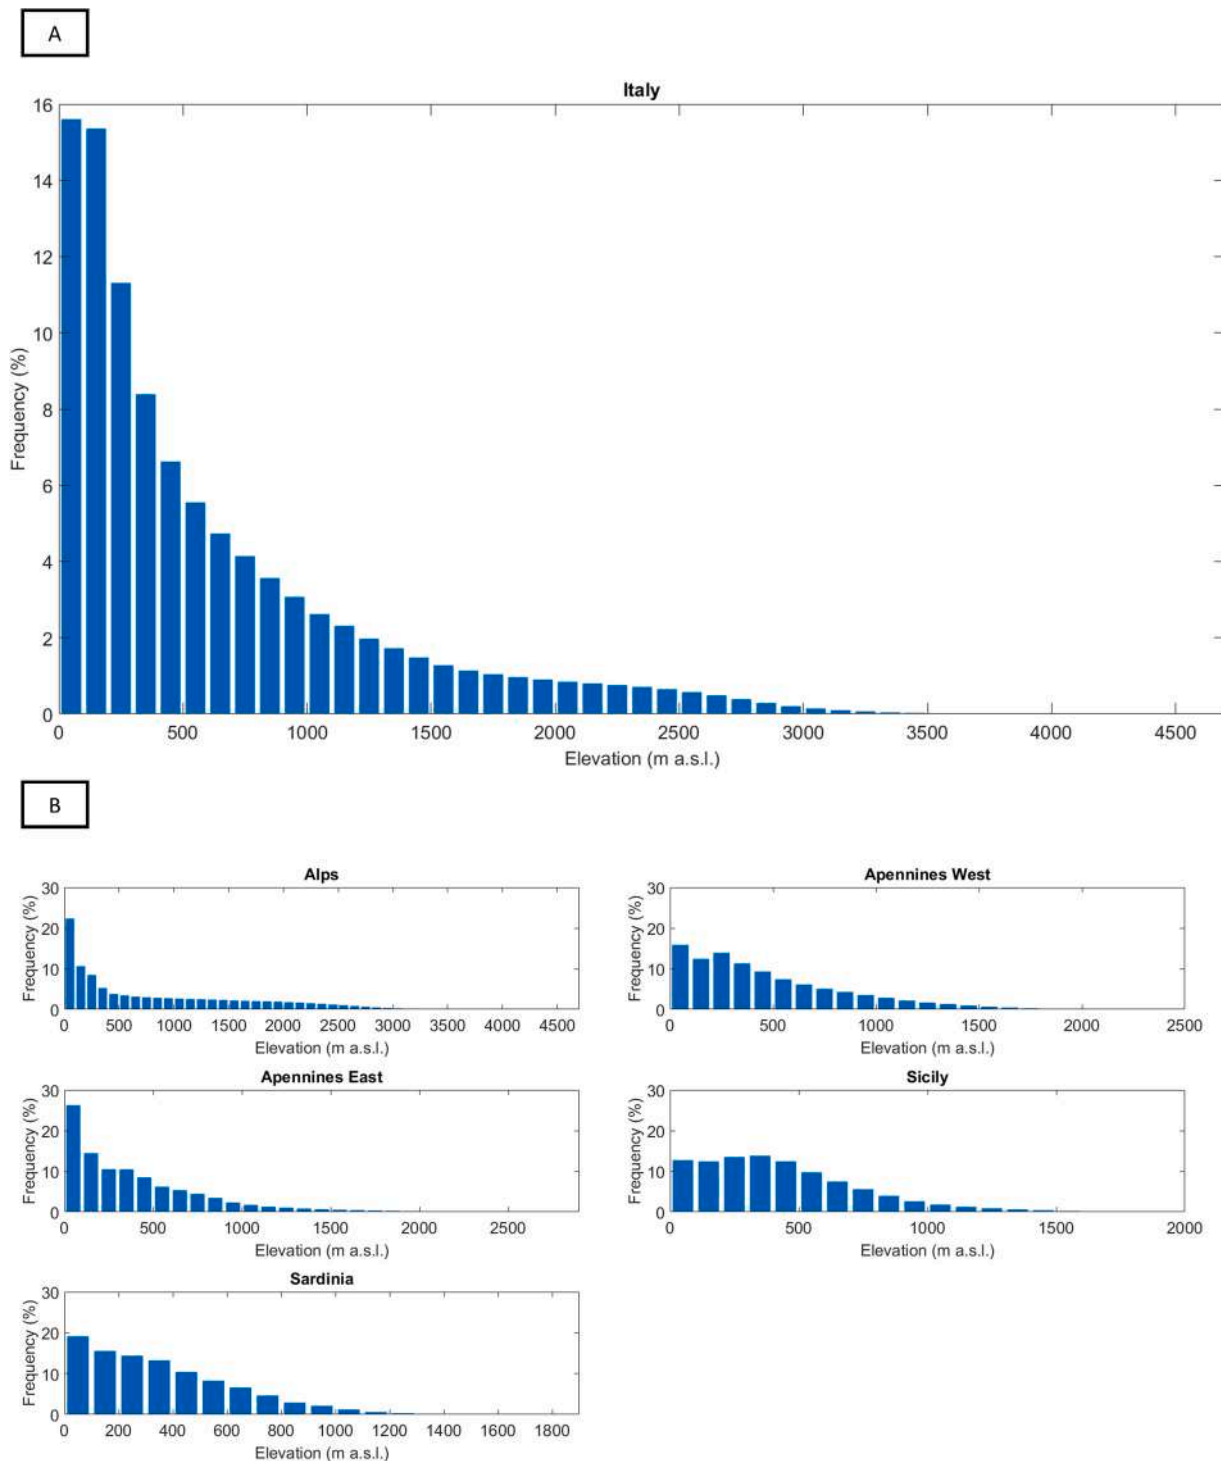 A
Italy
16
14
12
10
8
6
4
2
0
Frequency (%)
0 500 1000 1500 2000 2500 3000 3500 4000 4500
Elevation (m a.s.l.)
B
Alps
30
20
10
0
Frequency (%)
0 500 1000 1500 2000 2500 3000 3500 4000 4500
Elevation (m a.s.l.)
Apennines West
30
20
10
0
Frequency (%)
0 500 1000 1500 2000 2500
Elevation (m a.s.l.)
Apennines East
30
20
10
0
Frequency (%)
0 500 1000 1500 2000 2500
Elevation (m a.s.l.)
Sicily
30
20
10
0
Frequency (%)
0 500 1000 1500 2000
Elevation (m a.s.l.)
Sardinia
30
20
10
0
Frequency (%)
0 200 400 600 800 1000 1200 1400 1600 1800
Elevation (m a.s.l.)